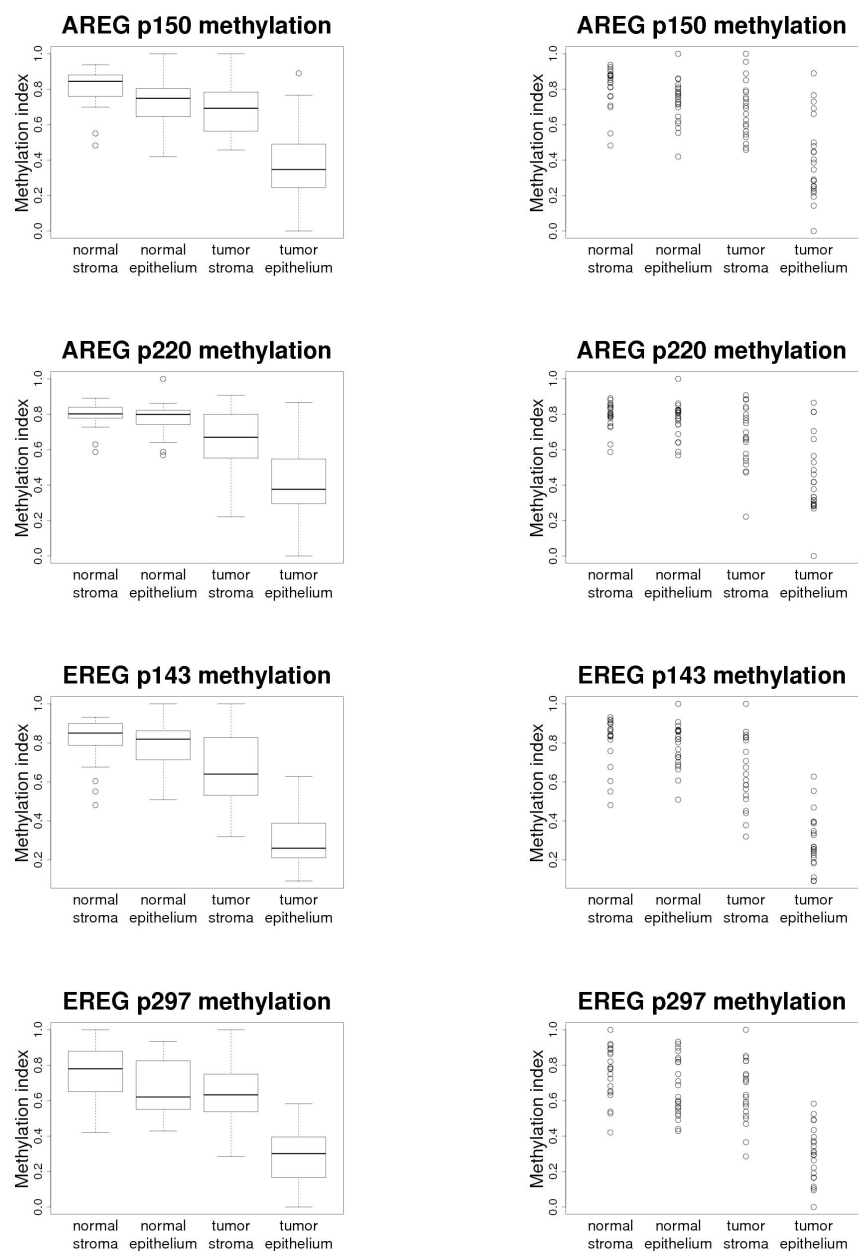 AREG p150 methylation
Methylation index
0.0 0.2 0.4 0.6 0.8 1.0
normal stroma
normal epithelium
tumor stroma
tumor epithelium
AREG p150 methylation
Methylation index
0.0 0.2 0.4 0.6 0.8 1.0
normal stroma
normal epithelium
tumor stroma
tumor epithelium
AREG p220 methylation
Methylation index
0.0 0.2 0.4 0.6 0.8 1.0
normal stroma
normal epithelium
tumor stroma
tumor epithelium
AREG p220 methylation
Methylation index
0.0 0.2 0.4 0.6 0.8 1.0
normal stroma
normal epithelium
tumor stroma
tumor epithelium
EREG p143 methylation
Methylation index
0.2 0.4 0.6 0.8 1.0
normal stroma
normal epithelium
tumor stroma
tumor epithelium
EREG p143 methylation
Methylation index
0.2 0.4 0.6 0.8 1.0
normal stroma
normal epithelium
tumor stroma
tumor epithelium
EREG p297 methylation
Methylation index
0.0 0.2 0.4 0.6 0.8 1.0
normal stroma
normal epithelium
tumor stroma
tumor epithelium
EREG p297 methylation
Methylation index
0.0 0.2 0.4 0.6 0.8 1.0
normal stroma
normal epithelium
tumor stroma
tumor epithelium